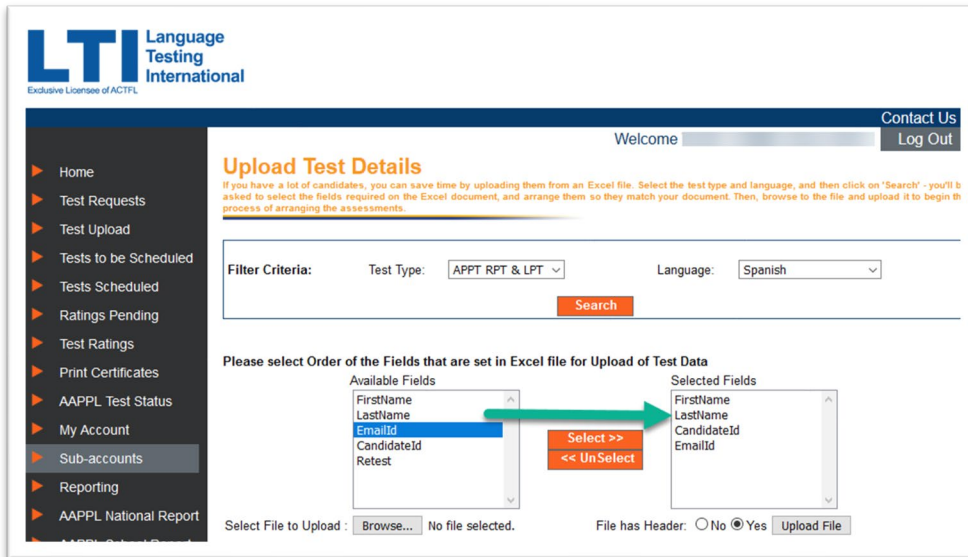 LTI Language
Testing
International
Exclusive Licensee of ACTFL
Contact Us
Welcome
Log Out
Home
Test Requests
Test Upload
Tests to be Scheduled
Tests Scheduled
Ratings Pending
Test Ratings
Print Certificates
AAPPL Test Status
My Account
Sub-accounts
Reporting
AAPPL National Report
Upload Test Details
If you have a lot of candidates, you can save time by uploading them from an Excel file. Select the test type and language, and then click on 'Search' - you'll
asked to select the fields required on the Excel document, and arrange them so they match your document. Then, browse to the file and upload it to begin
process of arranging the assessments.
Filter Criteria: Test Type: APPT RPT & LPT Language: Spanish
Search
Please select Order of the Fields that are set in Excel file for Upload of Test Data
Available Fields
FirstName
LastName
EmailId
CandidateId
Retest
Select >>
<< UnSelect
Selected Fields
FirstName
LastName
CandidateId
EmailId
Select File to Upload : Browse... No file selected. File has Header: No Yes Upload File